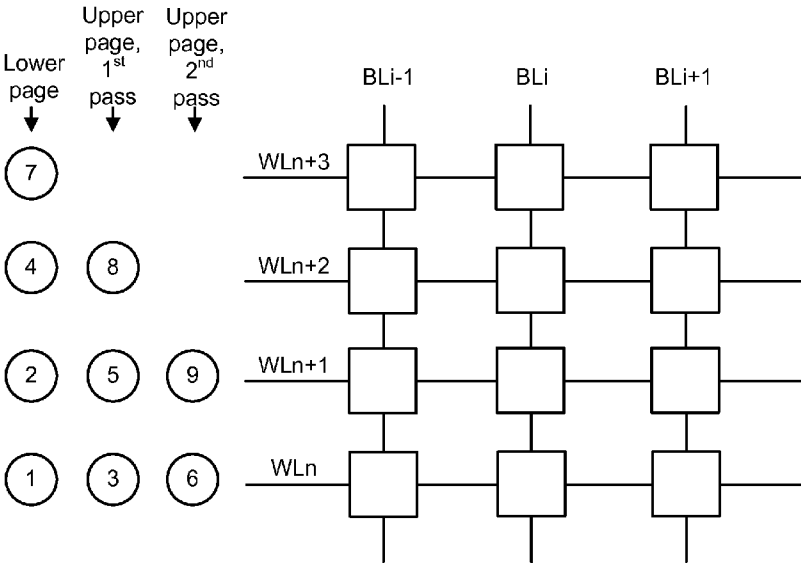 Lower
page
Upper
page,
1st
pass
Upper
page,
2nd
pass
BLi-1
BLi
BLi+1
7
WLn+3
4
8
WLn+2
2
5
9
WLn+1
1
3
6
WLn